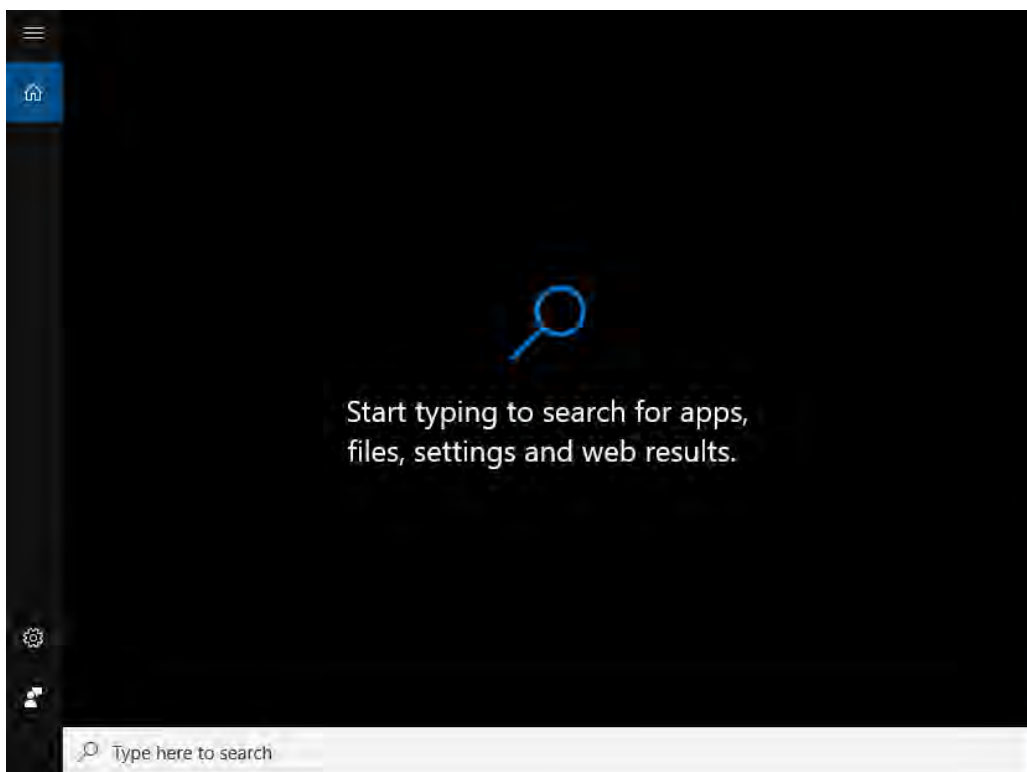 Start typing to search for apps,
files, settings and web results.
Type here to search